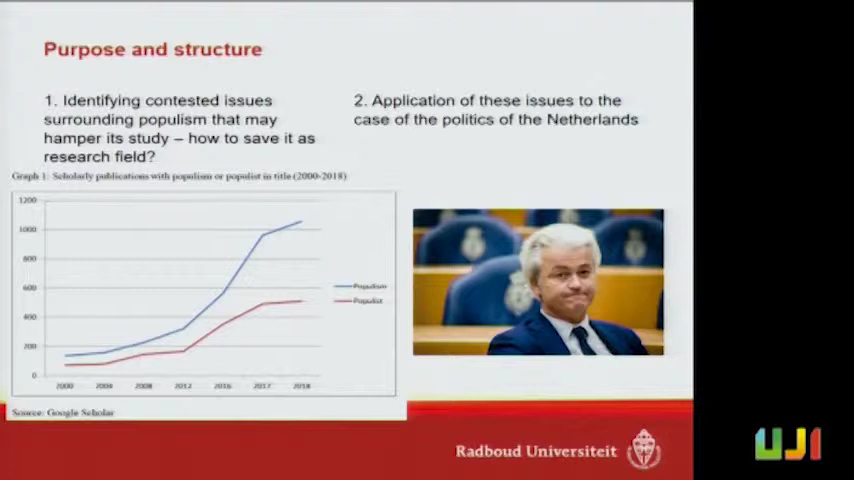 Purpose and structure
1. Identifying contested issues
surrounding populism that may
hamper its study – how to save it as
research field?
2. Application of these issues to the
case of the politics of the Netherlands
Graph 1: Scholarly publications with populism or populist in title (2000-2018)
1200
1000
800
600
400
200
0
Populism
Populist
2000 2004 2008 2012 2016 2017 2018
Source: Google Scholar
Radboud Universiteit
UJI